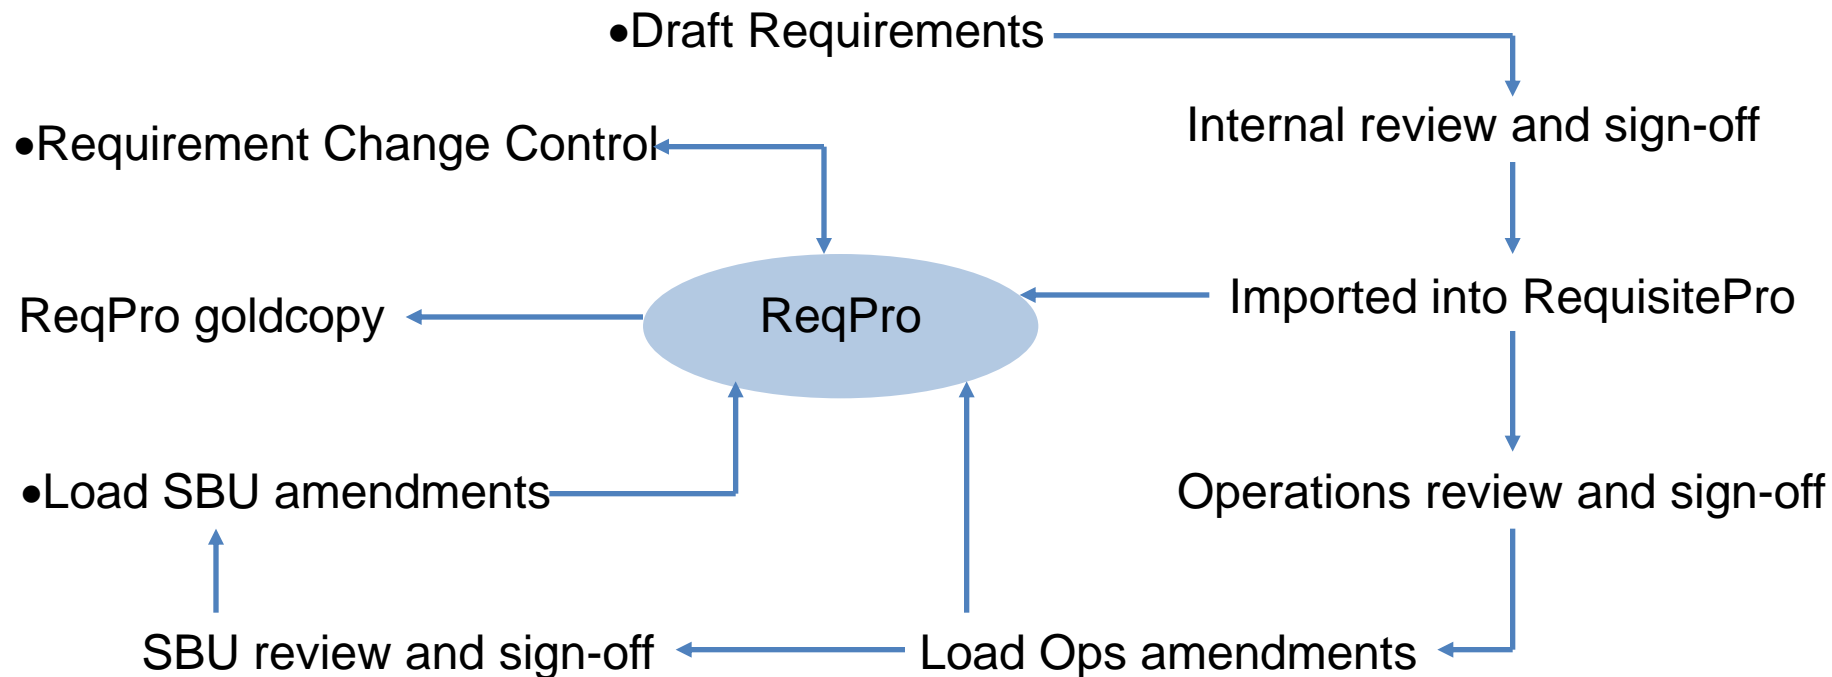 •Draft Requirements
Internal review and sign-off
•Requirement Change Control
Imported into RequisitePro
ReqPro
ReqPro goldcopy
Operations review and sign-off
•Load SBU amendments
SBU review and sign-off
Load Ops amendments